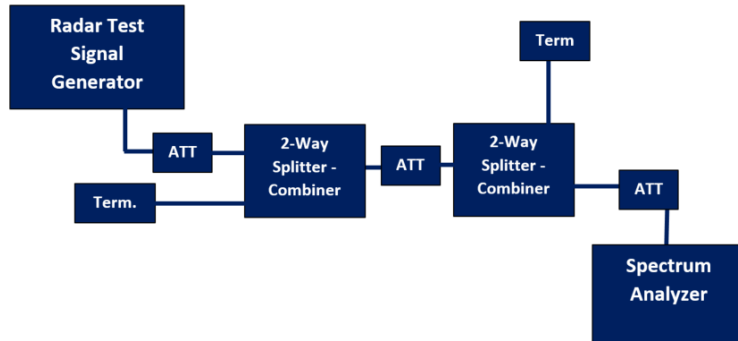 Radar Test
Signal
Generator
Term
ATT
2-Way
Splitter -
Combiner
ATT
2-Way
Splitter -
Combiner
ATT
Term.
Spectrum
Analyzer